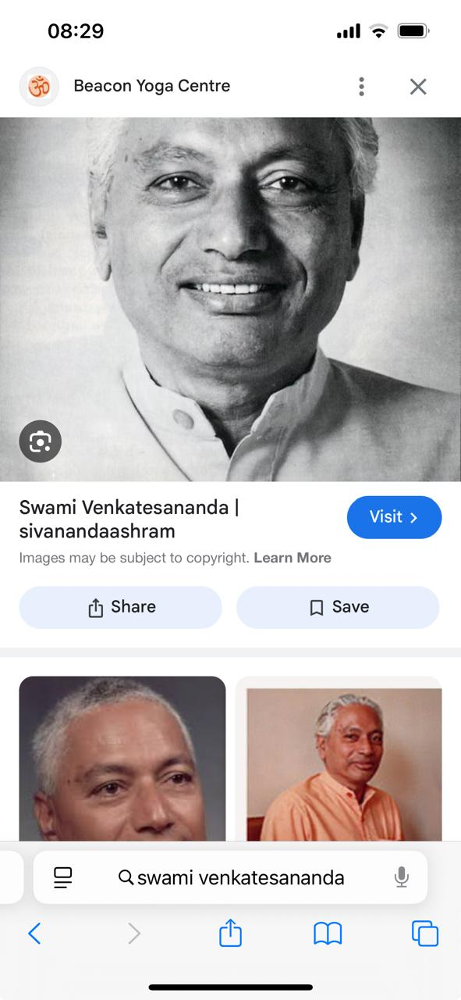 08:29
Beacon Yoga Centre
Swami Venkatesananda |
sivanandaashram
Visit
Images may be subject to copyright. Learn More
Share
Save
swami venkatesananda